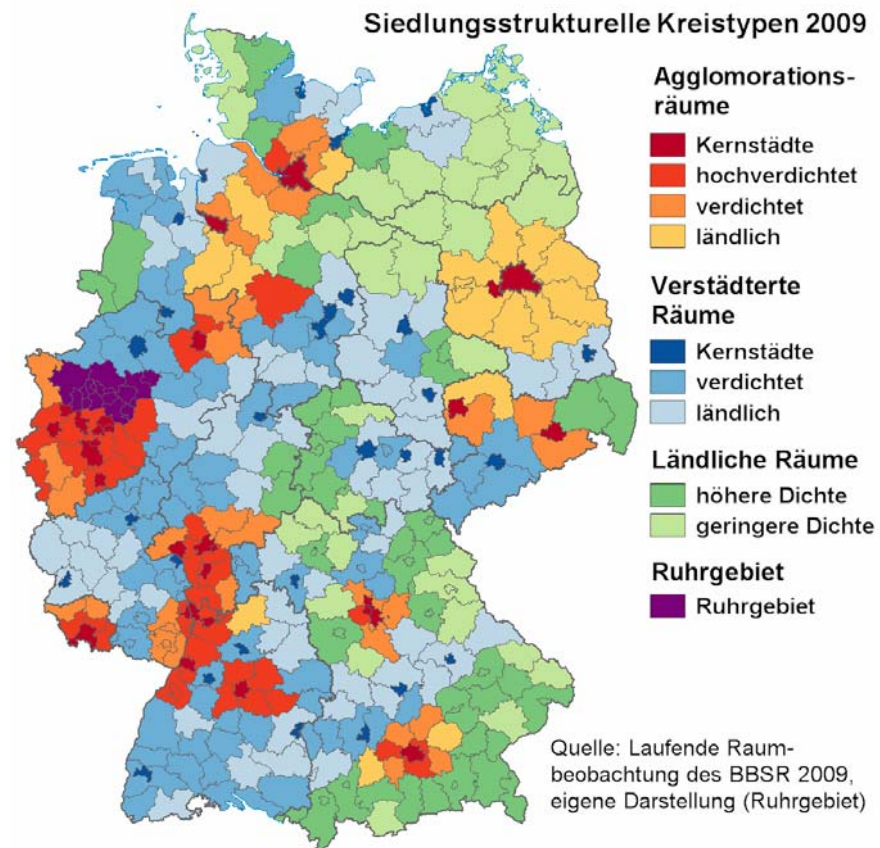 Siedlungsstrukturelle Kreistypen 2009
Agglomorations-
räume
Kernstädte
hochverdichtet
verdichtet
ländlich
Verstädterte
Räume
Kernstädte
verdichtet
ländlich
Ländliche Räume
höhere Dichte
geringere Dichte
Ruhrgebiet
Ruhrgebiet
Quelle: Laufende Raum-
beobachtung des BBSR 2009,
eigene Darstellung (Ruhrgebiet)